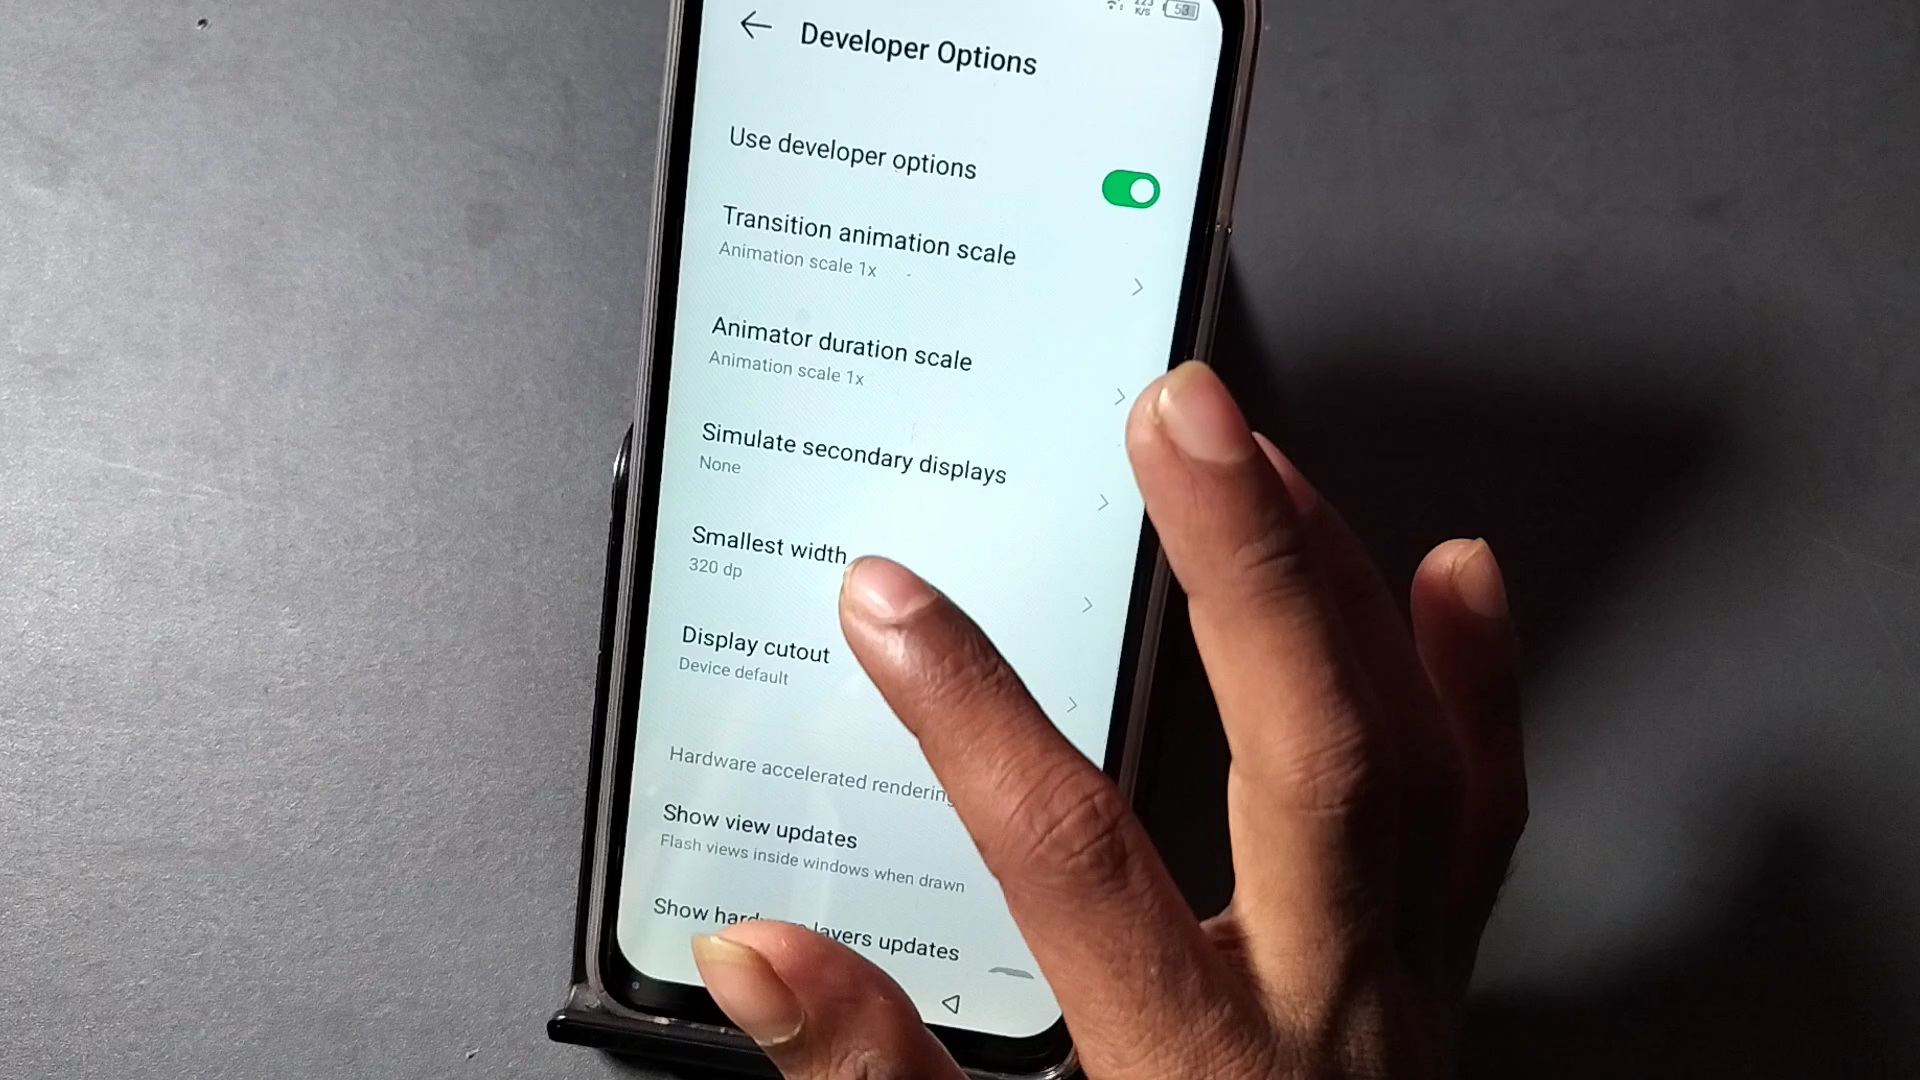 223
K/S
53
Developer Options
Use developer options
Transition animation scale
Animation scale 1x
Animator duration scale
Animation scale 1x
Simulate secondary displays
None
Smallest width
320 dp
Display cutout
Device default
Hardware accelerated rendering
Show view updates
Flash views inside windows when drawn
Show layers updates